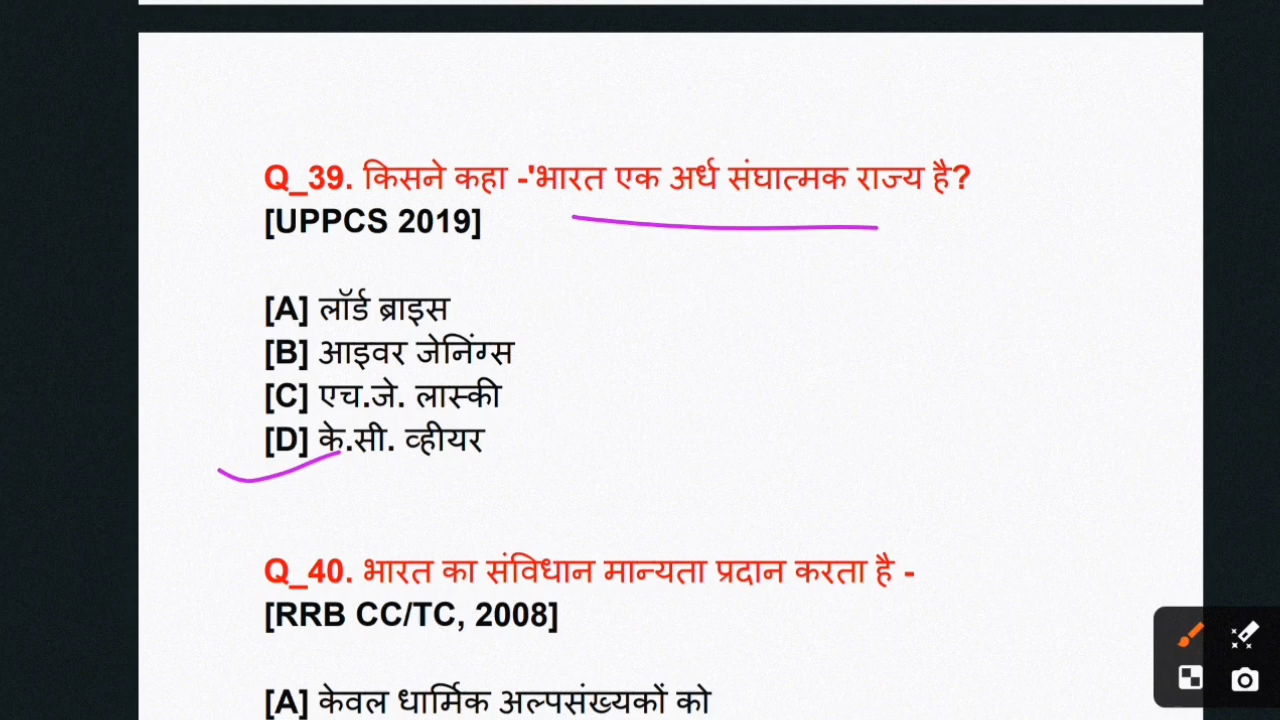 Q_39. किसने कहा -'भारत एक अर्ध संघात्मक राज्य है?
[UPPCS 2019]
[A] लॉर्ड ब्राइस
[B] आइवर जेनिंग्स
[C] एच.जे. लास्की
[D] के.सी. व्हीयर
Q_40. भारत का संविधान मान्यता प्रदान करता है -
[RRB CC/TC, 2008]
[A] केवल धार्मिक अल्पसंख्यकों को